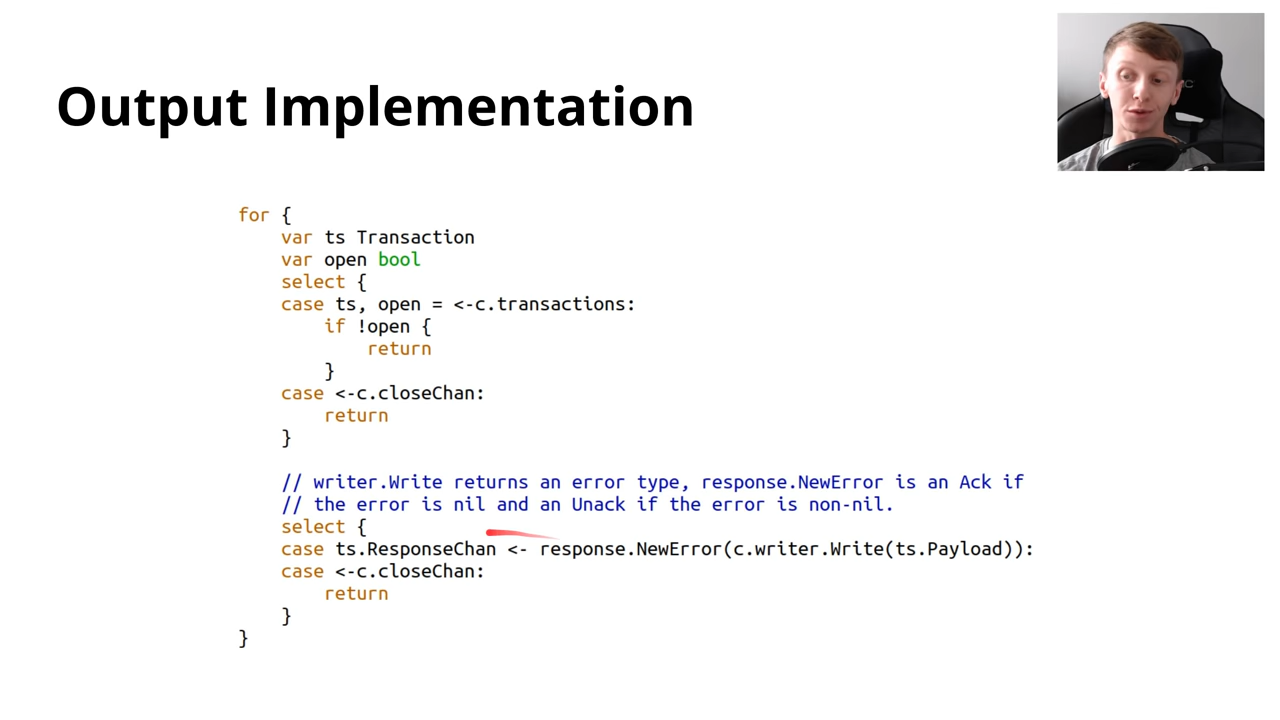 Output Implementation
for {
    var ts Transaction
    var open bool
    select {
    case ts, open = <-c.transactions:
        if !open {
            return
        }
    case <-c.closeChan:
        return
    }

    // writer.Write returns an error type, response.NewError is an Ack if
    // the error is nil and an Unack if the error is non-nil.
    select {
    case ts.ResponseChan <- response.NewError(c.writer.Write(ts.Payload)):
    case <-c.closeChan:
        return
    }
}